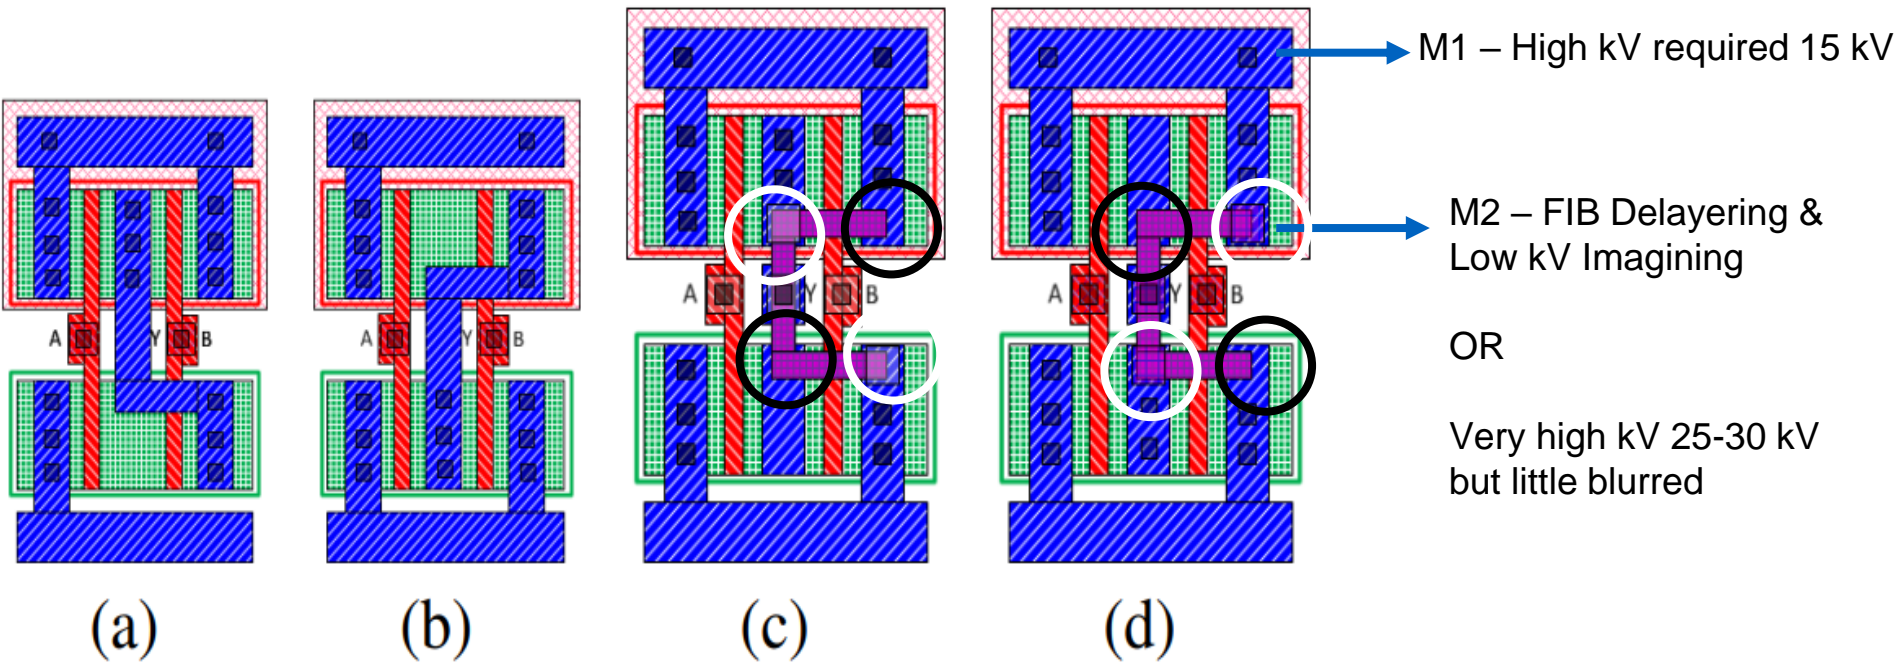 M1 – High kV required 15 kV
M2 – FIB Delayering &
Low kV Imagining
OR
Very high kV 25-30 kV
but little blurred
A Y B
A Y B
A Y B
A Y B
(a) (b) (c) (d)